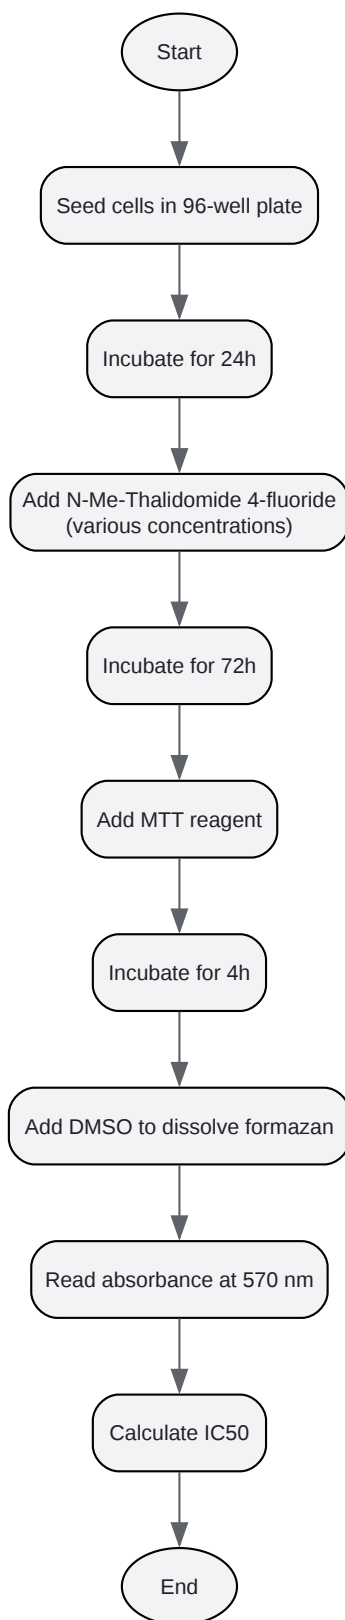 Start
Seed cells in 96-well plate
Incubate for 24h
Add N-Me-Thalidomide 4-fluoride
(various concentrations)
Incubate for 72h
Add MTT reagent
Incubate for 4h
Add DMSO to dissolve formazan
Read absorbance at 570 nm
Calculate IC50
End